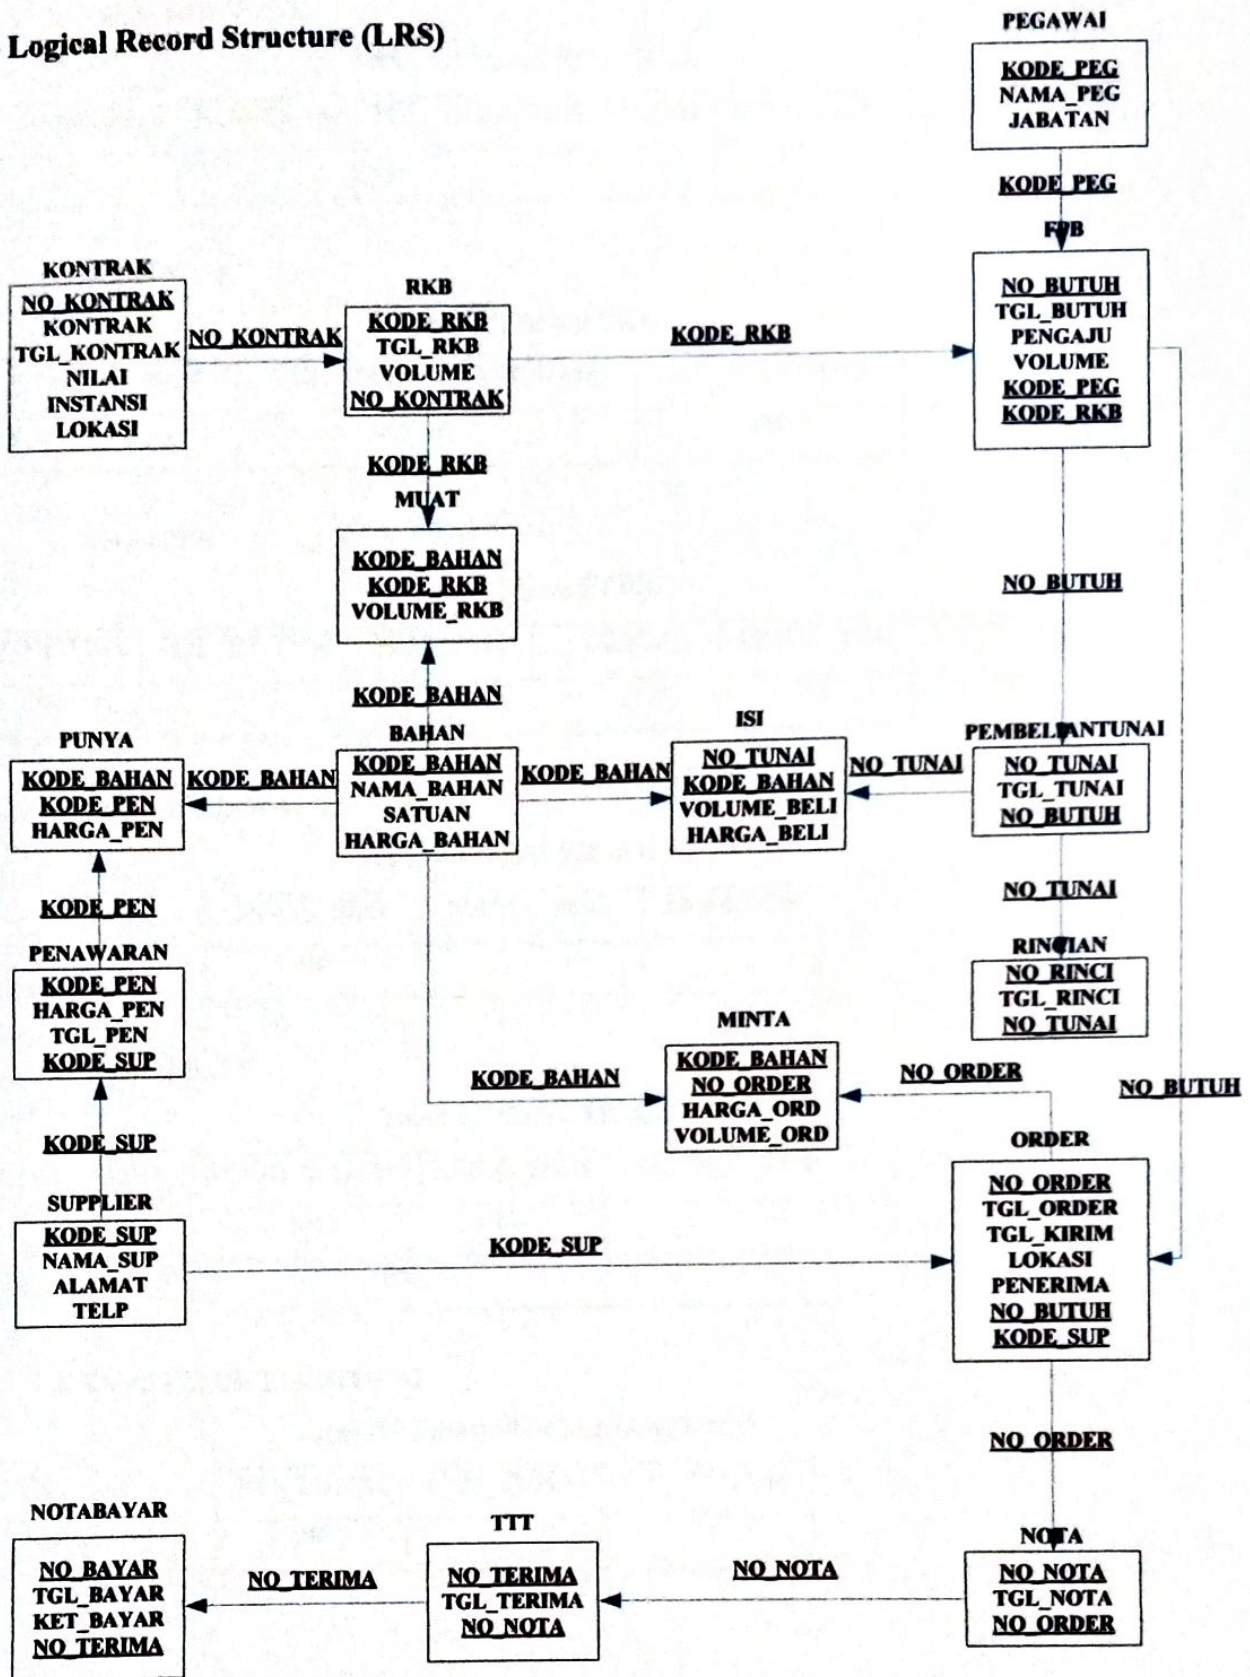 Logical Record Structure (LRS)
PEGAWAI
KODE_PEG
NAMA_PEG
JABATAN
KODE_PEG
FPB
NO_BUTUH
TGL_BUTUH
PENGAJU
VOLUME
KODE_PEG
KODE_RKB
KONTRAK
NO_KONTRAK
KONTRAK
TGL_KONTRAK
NILAI
INSTANSI
LOKASI
NO_KONTRAK
RKB
KODE_RKB
TGL_RKB
VOLUME
NO_KONTRAK
KODE_RKB
KODE_RKB
MUAT
KODE_BAHAN
KODE_RKB
VOLUME_RKB
KODE_BAHAN
NO_BUTUH
PUNYA
KODE_BAHAN
KODE_PEN
HARGA_PEN
KODE_BAHAN
BAHAN
KODE_BAHAN
NAMA_BAHAN
SATUAN
HARGA_BAHAN
KODE_BAHAN
ISI
NO_TUNAI
KODE_BAHAN
VOLUME_BELI
HARGA_BELI
NO_TUNAI
PEMBELIANTUNAI
NO_TUNAI
TGL_TUNAI
NO_BUTUH
KODE_PEN
NO_TUNAI
PENAWARAN
KODE_PEN
HARGA_PEN
TGL_PEN
KODE_SUP
RINCIAN
NO_RINCI
TGL_RINCI
NO_TUNAI
MINTA
KODE_BAHAN
NO_ORDER
HARGA_ORD
VOLUME_ORD
KODE_BAHAN
NO_ORDER
NO_BUTUH
KODE_SUP
SUPPLIER
KODE_SUP
NAMA_SUP
ALAMAT
TELP
KODE_SUP
ORDER
NO_ORDER
TGL_ORDER
TGL_KIRIM
LOKASI
PENERIMA
NO_BUTUH
KODE_SUP
NO_ORDER
NOTABAYAR
NO_BAYAR
TGL_BAYAR
KET_BAYAR
NO_TERIMA
NO_TERIMA
TTT
NO_TERIMA
TGL_TERIMA
NO_NOTA
NO_NOTA
NOTA
NO_NOTA
TGL_NOTA
NO_ORDER